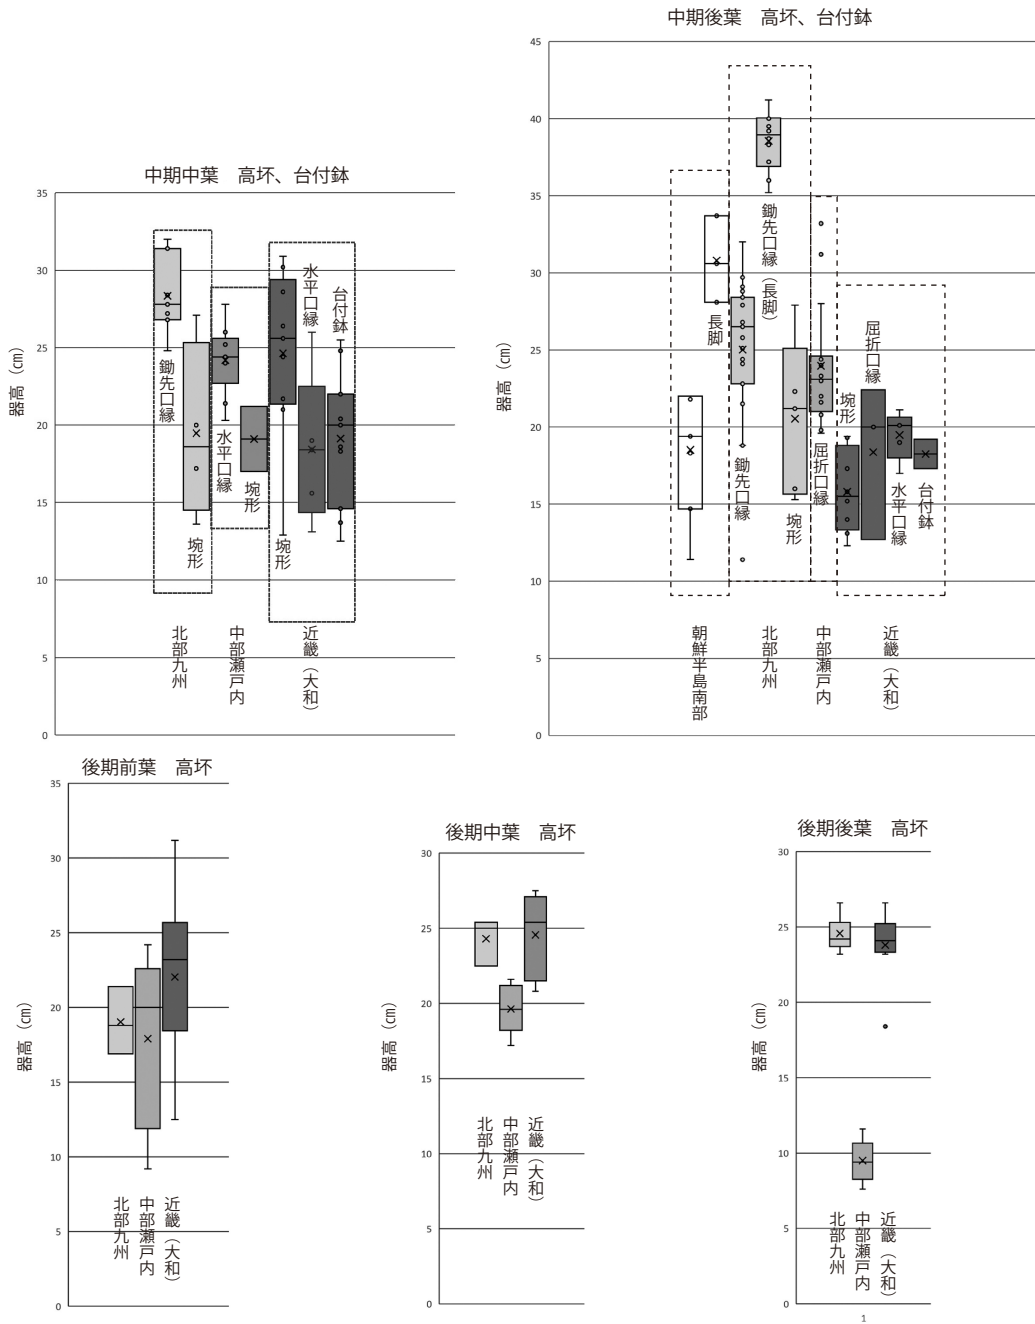 中期中葉　高坏、台付鉢
35
30
25
20
15
10
5
0
器高（cm）
鋤先口縁
埦形
水平口縁
埦形
埦形
水平口縁
台付鉢
北部九州
中部瀬戸内
近畿（大和）
中期後葉　高坏、台付鉢
45
40
35
30
25
20
15
10
5
0
器高（cm）
長脚
鋤先口縁
鋤先口縁（長脚）
埦形
屈折口縁
埦形
屈折口縁
水平口縁
台付鉢
朝鮮半島南部
北部九州
中部瀬戸内
近畿（大和）
後期前葉　高坏
35
30
25
20
15
10
5
0
器高（cm）
北部九州
中部瀬戸内
近畿（大和）
後期中葉　高坏
30
25
20
15
10
5
0
器高（cm）
北部九州
中部瀬戸内
近畿（大和）
後期後葉　高坏
30
25
20
15
10
5
0
器高（cm）
北部九州
中部瀬戸内
近畿（大和）
1